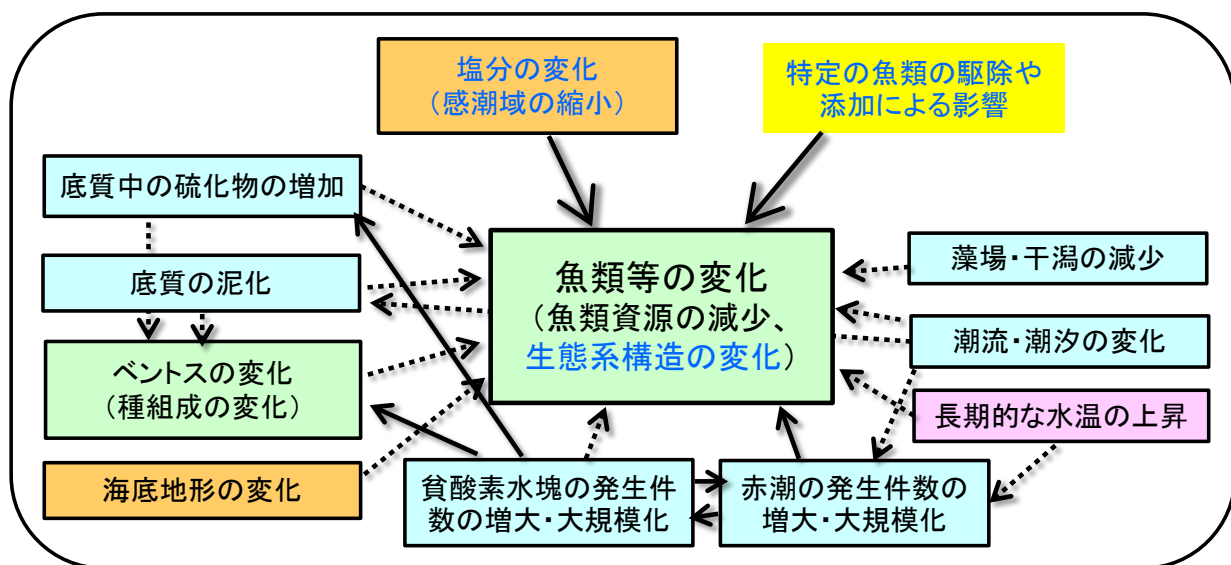 塩分の変化
（感潮域の縮小）
特定の魚類の駆除や
添加による影響
底質中の硫化物の増加
底質の泥化
ベントスの変化
（種組成の変化）
海底地形の変化
魚類等の変化
（魚類資源の減少、
生態系構造の変化）
藻場・干潟の減少
潮流・潮汐の変化
長期的な水温の上昇
貧酸素水塊の発生件
数の増大・大規模化
赤潮の発生件数の
増大・大規模化